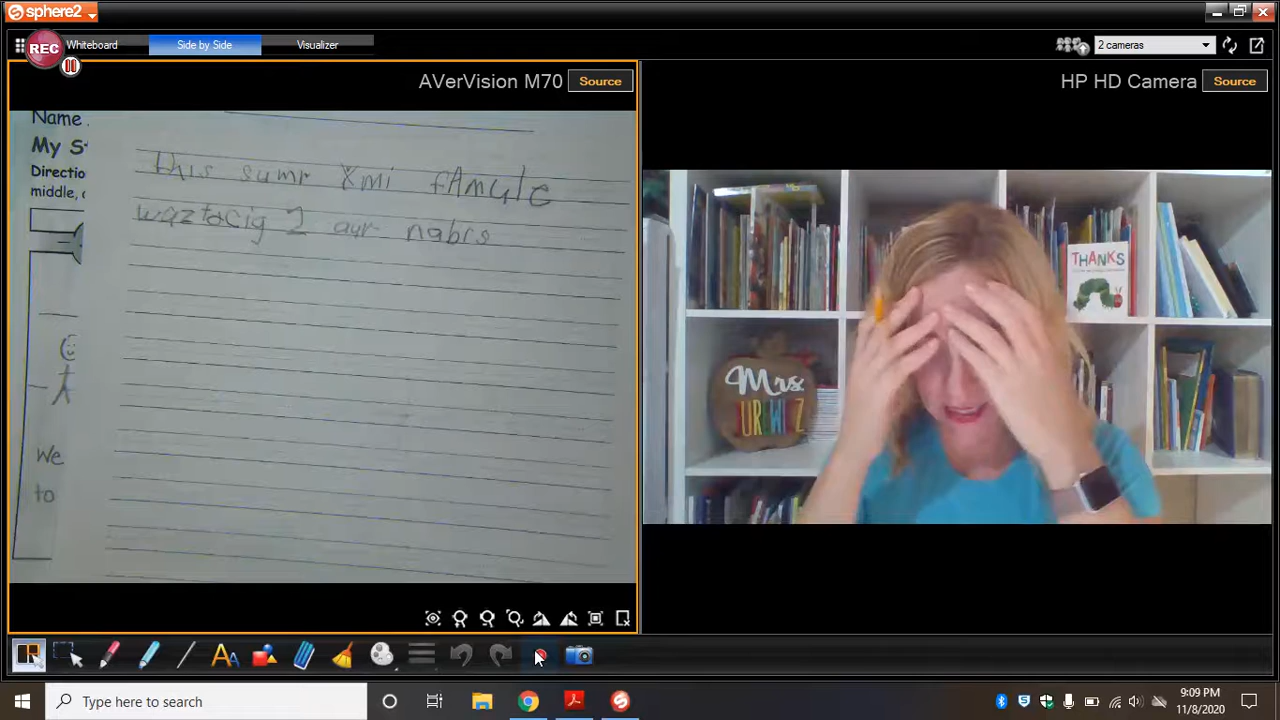 sphere2
REC
Whiteboard
Side by Side
Visualizer
2 cameras
AVerVision M70
Source
HP HD Camera
Source
Name
My S
Directio
middle,
This sumr Xmi fAmule
waztocig 2 aur nabrs
We
to
THANKS
Mrs.
UREWICZ
Type here to search
9:09 PM
11/8/2020